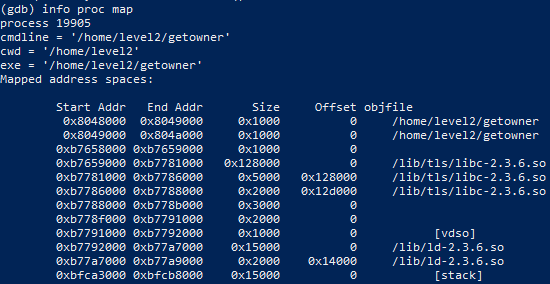 (gdb) info proc map
process 19905
cmdline = '/home/level2/getowner'
cwd = '/home/level2'
exe = '/home/level2/getowner'
Mapped address spaces:
Start Addr End Addr Size Offset objfile
0x8048000 0x8049000 0x1000 0 /home/level2/getowner
0x8049000 0x804a000 0x1000 0 /home/level2/getowner
0xb7658000 0xb7659000 0x1000 0
0xb7659000 0xb7781000 0x128000 0 /lib/tls/libc-2.3.6.so
0xb7781000 0xb7786000 0x5000 0x128000 /lib/tls/libc-2.3.6.so
0xb7786000 0xb7788000 0x2000 0x12d000 /lib/tls/libc-2.3.6.so
0xb7788000 0xb778b000 0x3000 0
0xb778f000 0xb7791000 0x2000 0
0xb7791000 0xb7792000 0x1000 0 [vdso]
0xb7792000 0xb77a7000 0x15000 0 /lib/ld-2.3.6.so
0xb77a7000 0xb77a9000 0x2000 0x14000 /lib/ld-2.3.6.so
0xbfca3000 0xbfcb8000 0x15000 0 [stack]